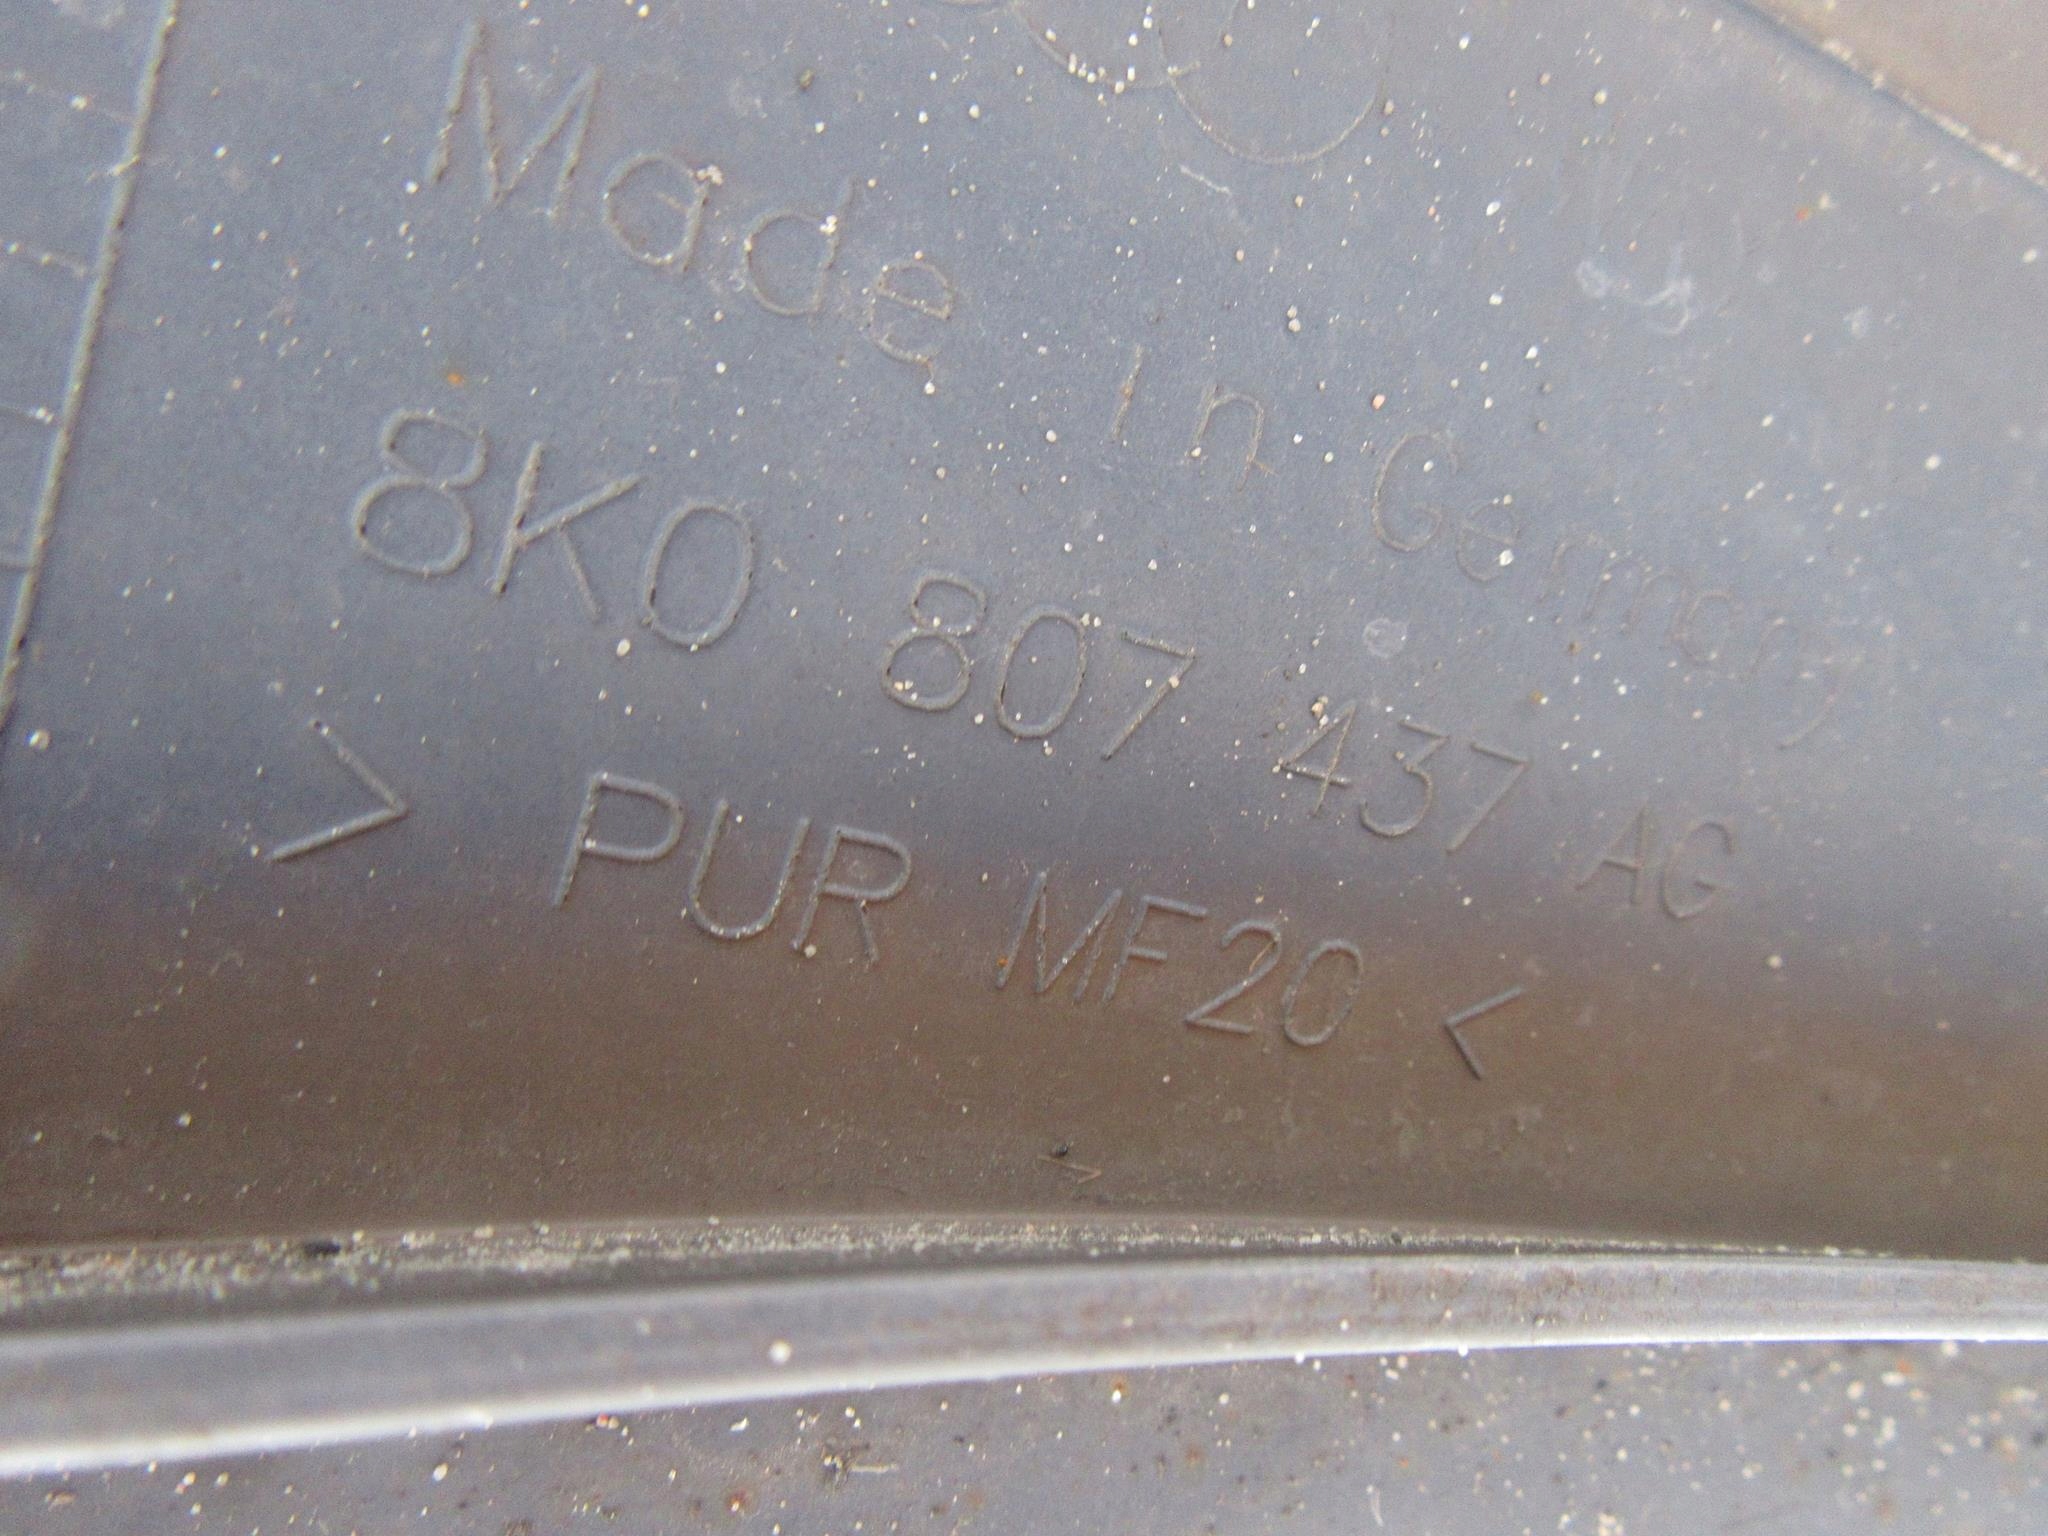 Made in Germany
8K0 807 437 AG
> PUR MF20 <